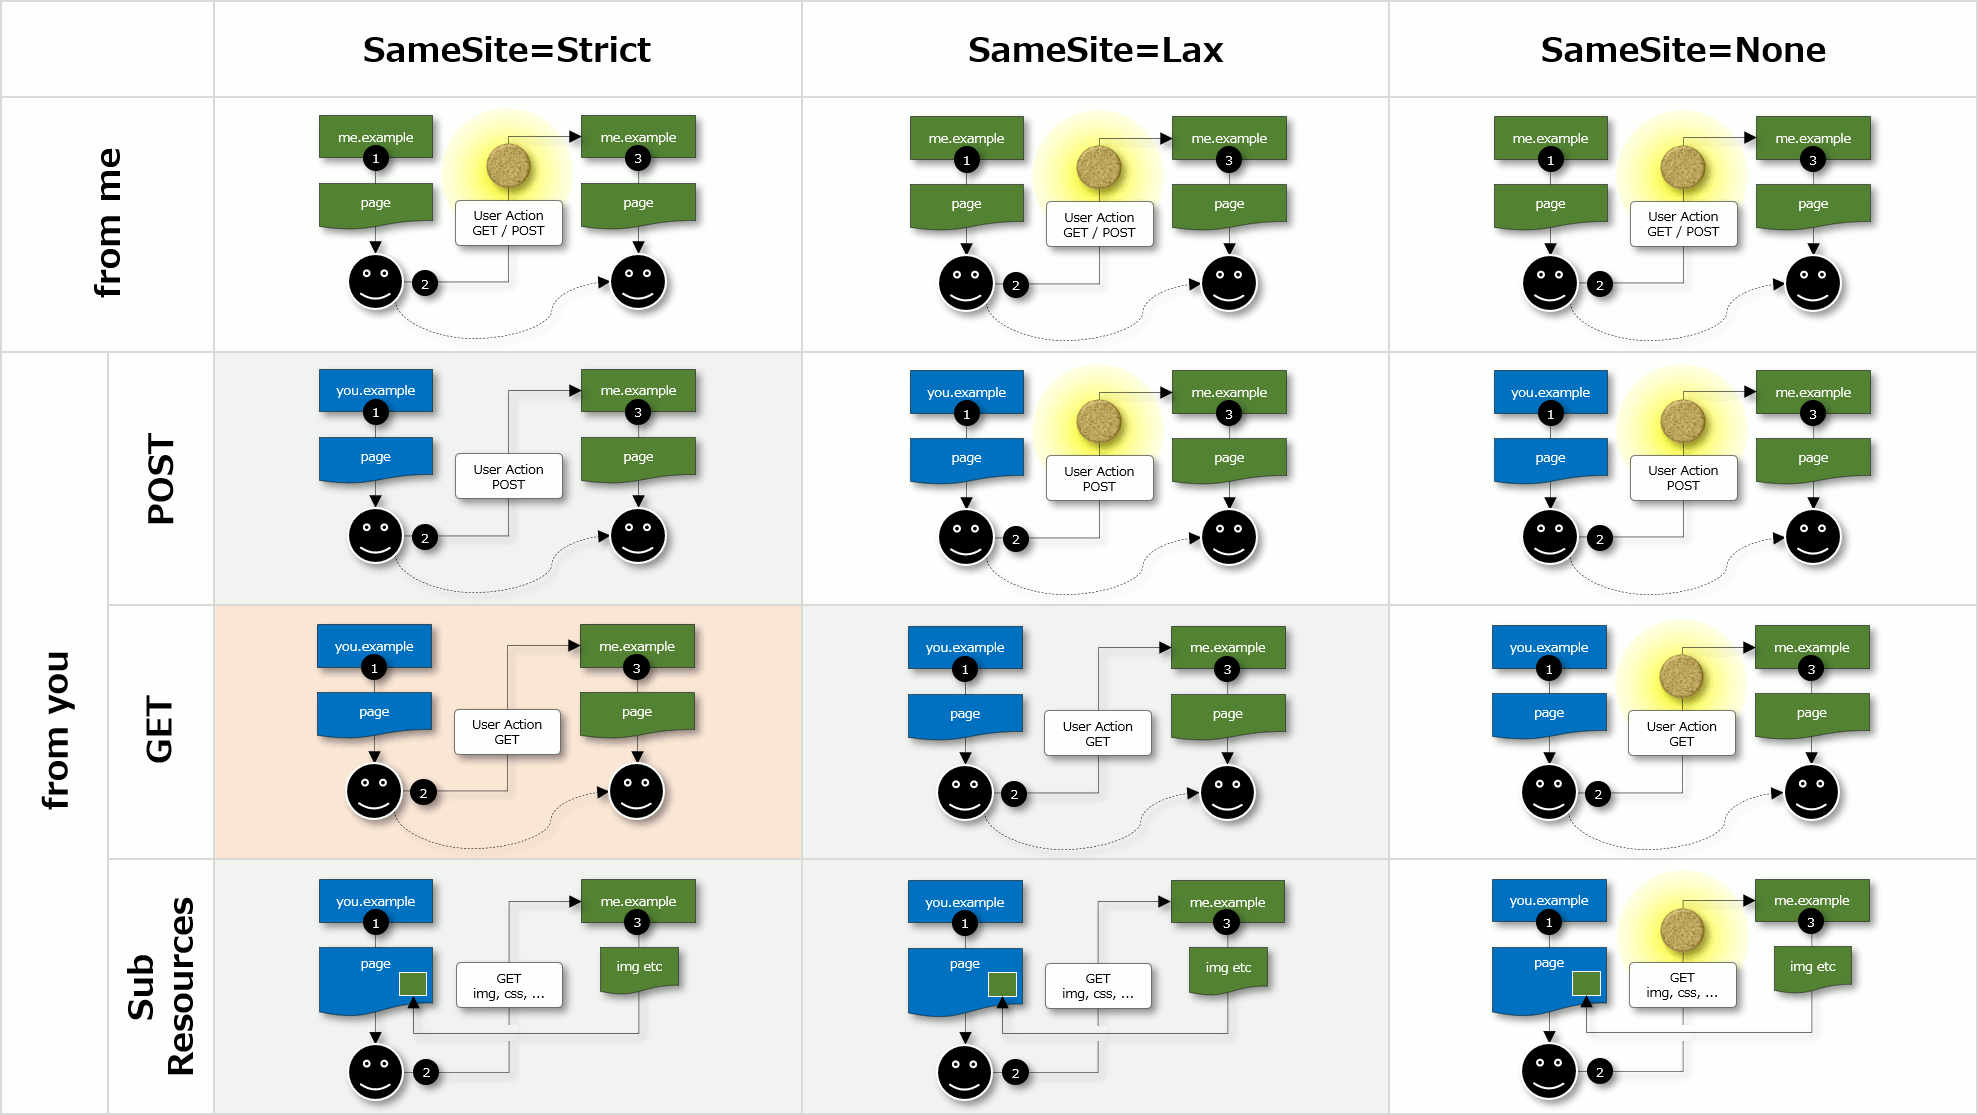 SameSite=Strict
SameSite=Lax
SameSite=None
from me
me.example
1
page
2
User Action
GET / POST
me.example
3
page
me.example
1
page
2
User Action
GET / POST
me.example
3
page
me.example
1
page
2
User Action
GET / POST
me.example
3
page
from you
POST
you.example
1
page
2
User Action
POST
me.example
3
page
you.example
1
page
2
User Action
POST
me.example
3
page
you.example
1
page
2
User Action
POST
me.example
3
page
GET
you.example
1
page
2
User Action
GET
me.example
3
page
you.example
1
page
2
User Action
GET
me.example
3
page
you.example
1
page
2
User Action
GET
me.example
3
page
Sub
Resources
you.example
1
page
2
GET
img, css, ...
me.example
3
img etc
you.example
1
page
2
GET
img, css, ...
me.example
3
img etc
you.example
1
page
2
GET
img, css, ...
me.example
3
img etc